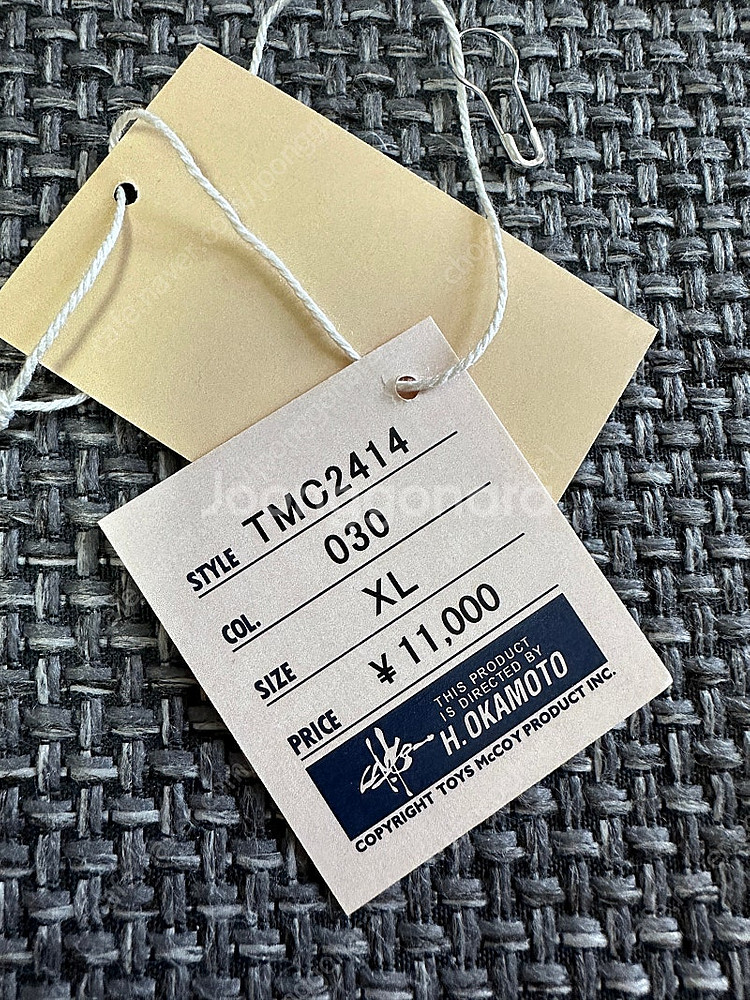 STYLE TMC2414
COL. 030
SIZE XL
PRICE ¥11,000
THIS PRODUCT
IS DIRECTED BY
H. OKAMOTO
COPYRIGHT TOYS McCOY PRODUCT INC.
Joonggonara